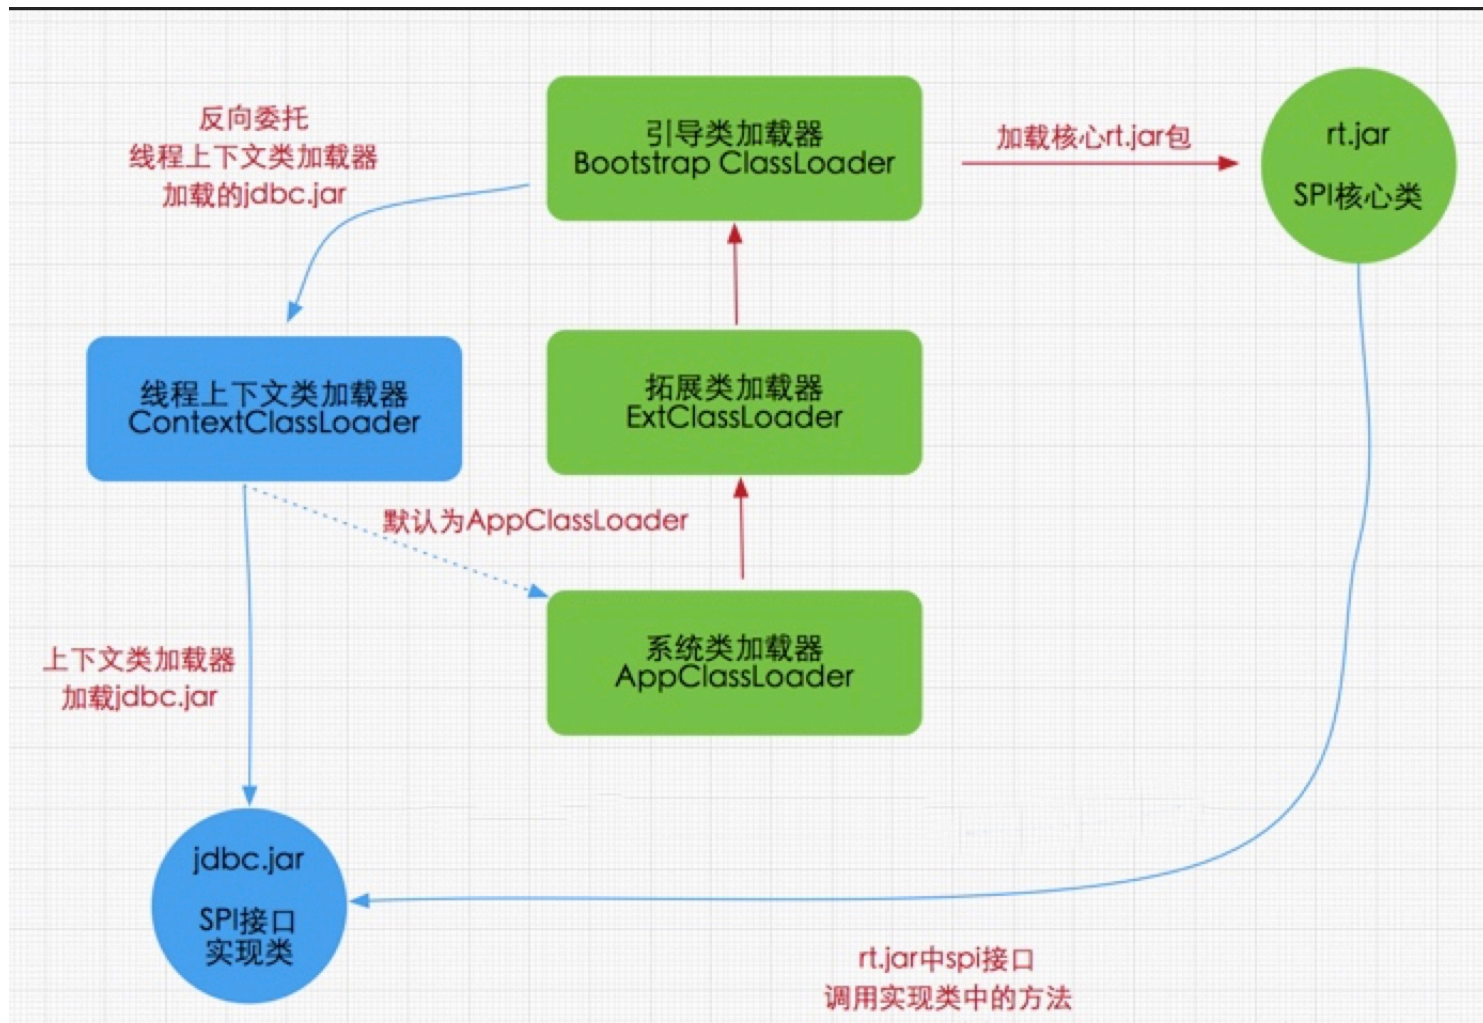 反向委托
线程上下文类加载器
加载的jdbc.jar
引导类加载器
Bootstrap ClassLoader
加载核心rt.jar包
rt.jar
SPI核心类
线程上下文类加载器
ContextClassLoader
拓展类加载器
ExtClassLoader
默认为AppClassLoader
系统类加载器
AppClassLoader
上下文类加载器
加载jdbc.jar
jdbc.jar
SPI接口
实现类
rt.jar中spi接口
调用实现类中的方法